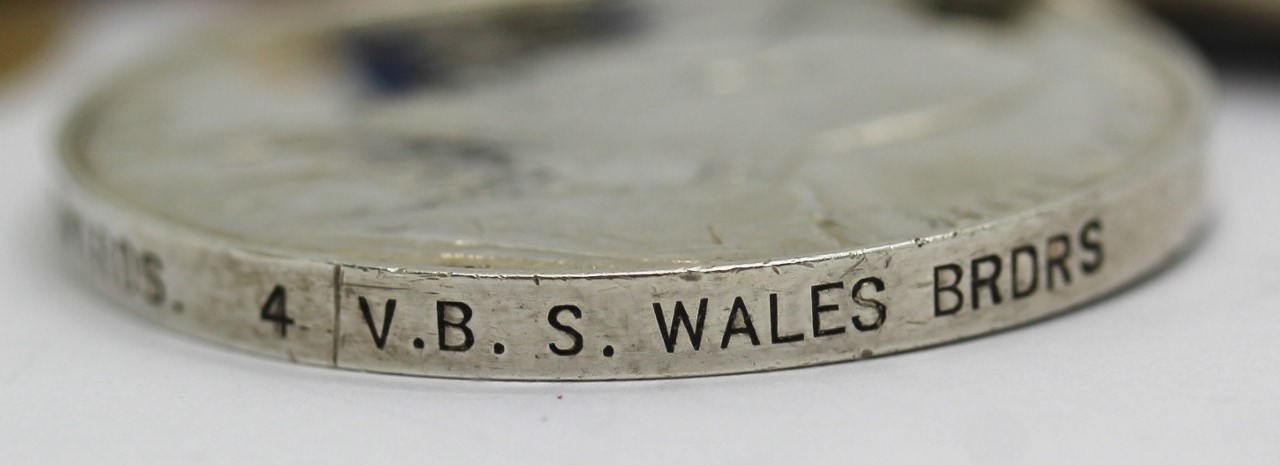 4 V.B. S. WALES BRDRS